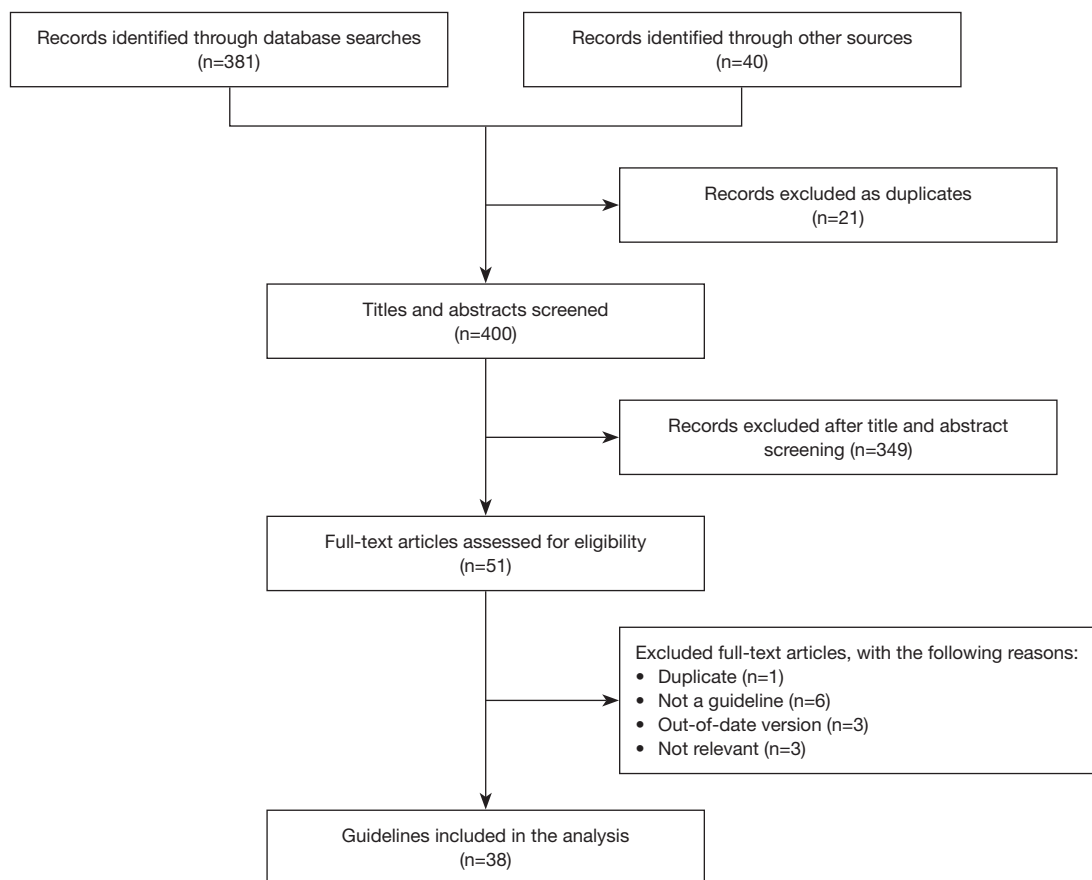 Records identified through database searches
(n=381)
Records identified through other sources
(n=40)
Records excluded as duplicates
(n=21)
Titles and abstracts screened
(n=400)
Records excluded after title and abstract
screening (n=349)
Full-text articles assessed for eligibility
(n=51)
Excluded full-text articles, with the following reasons:
• Duplicate (n=1)
• Not a guideline (n=6)
• Out-of-date version (n=3)
• Not relevant (n=3)
Guidelines included in the analysis
(n=38)